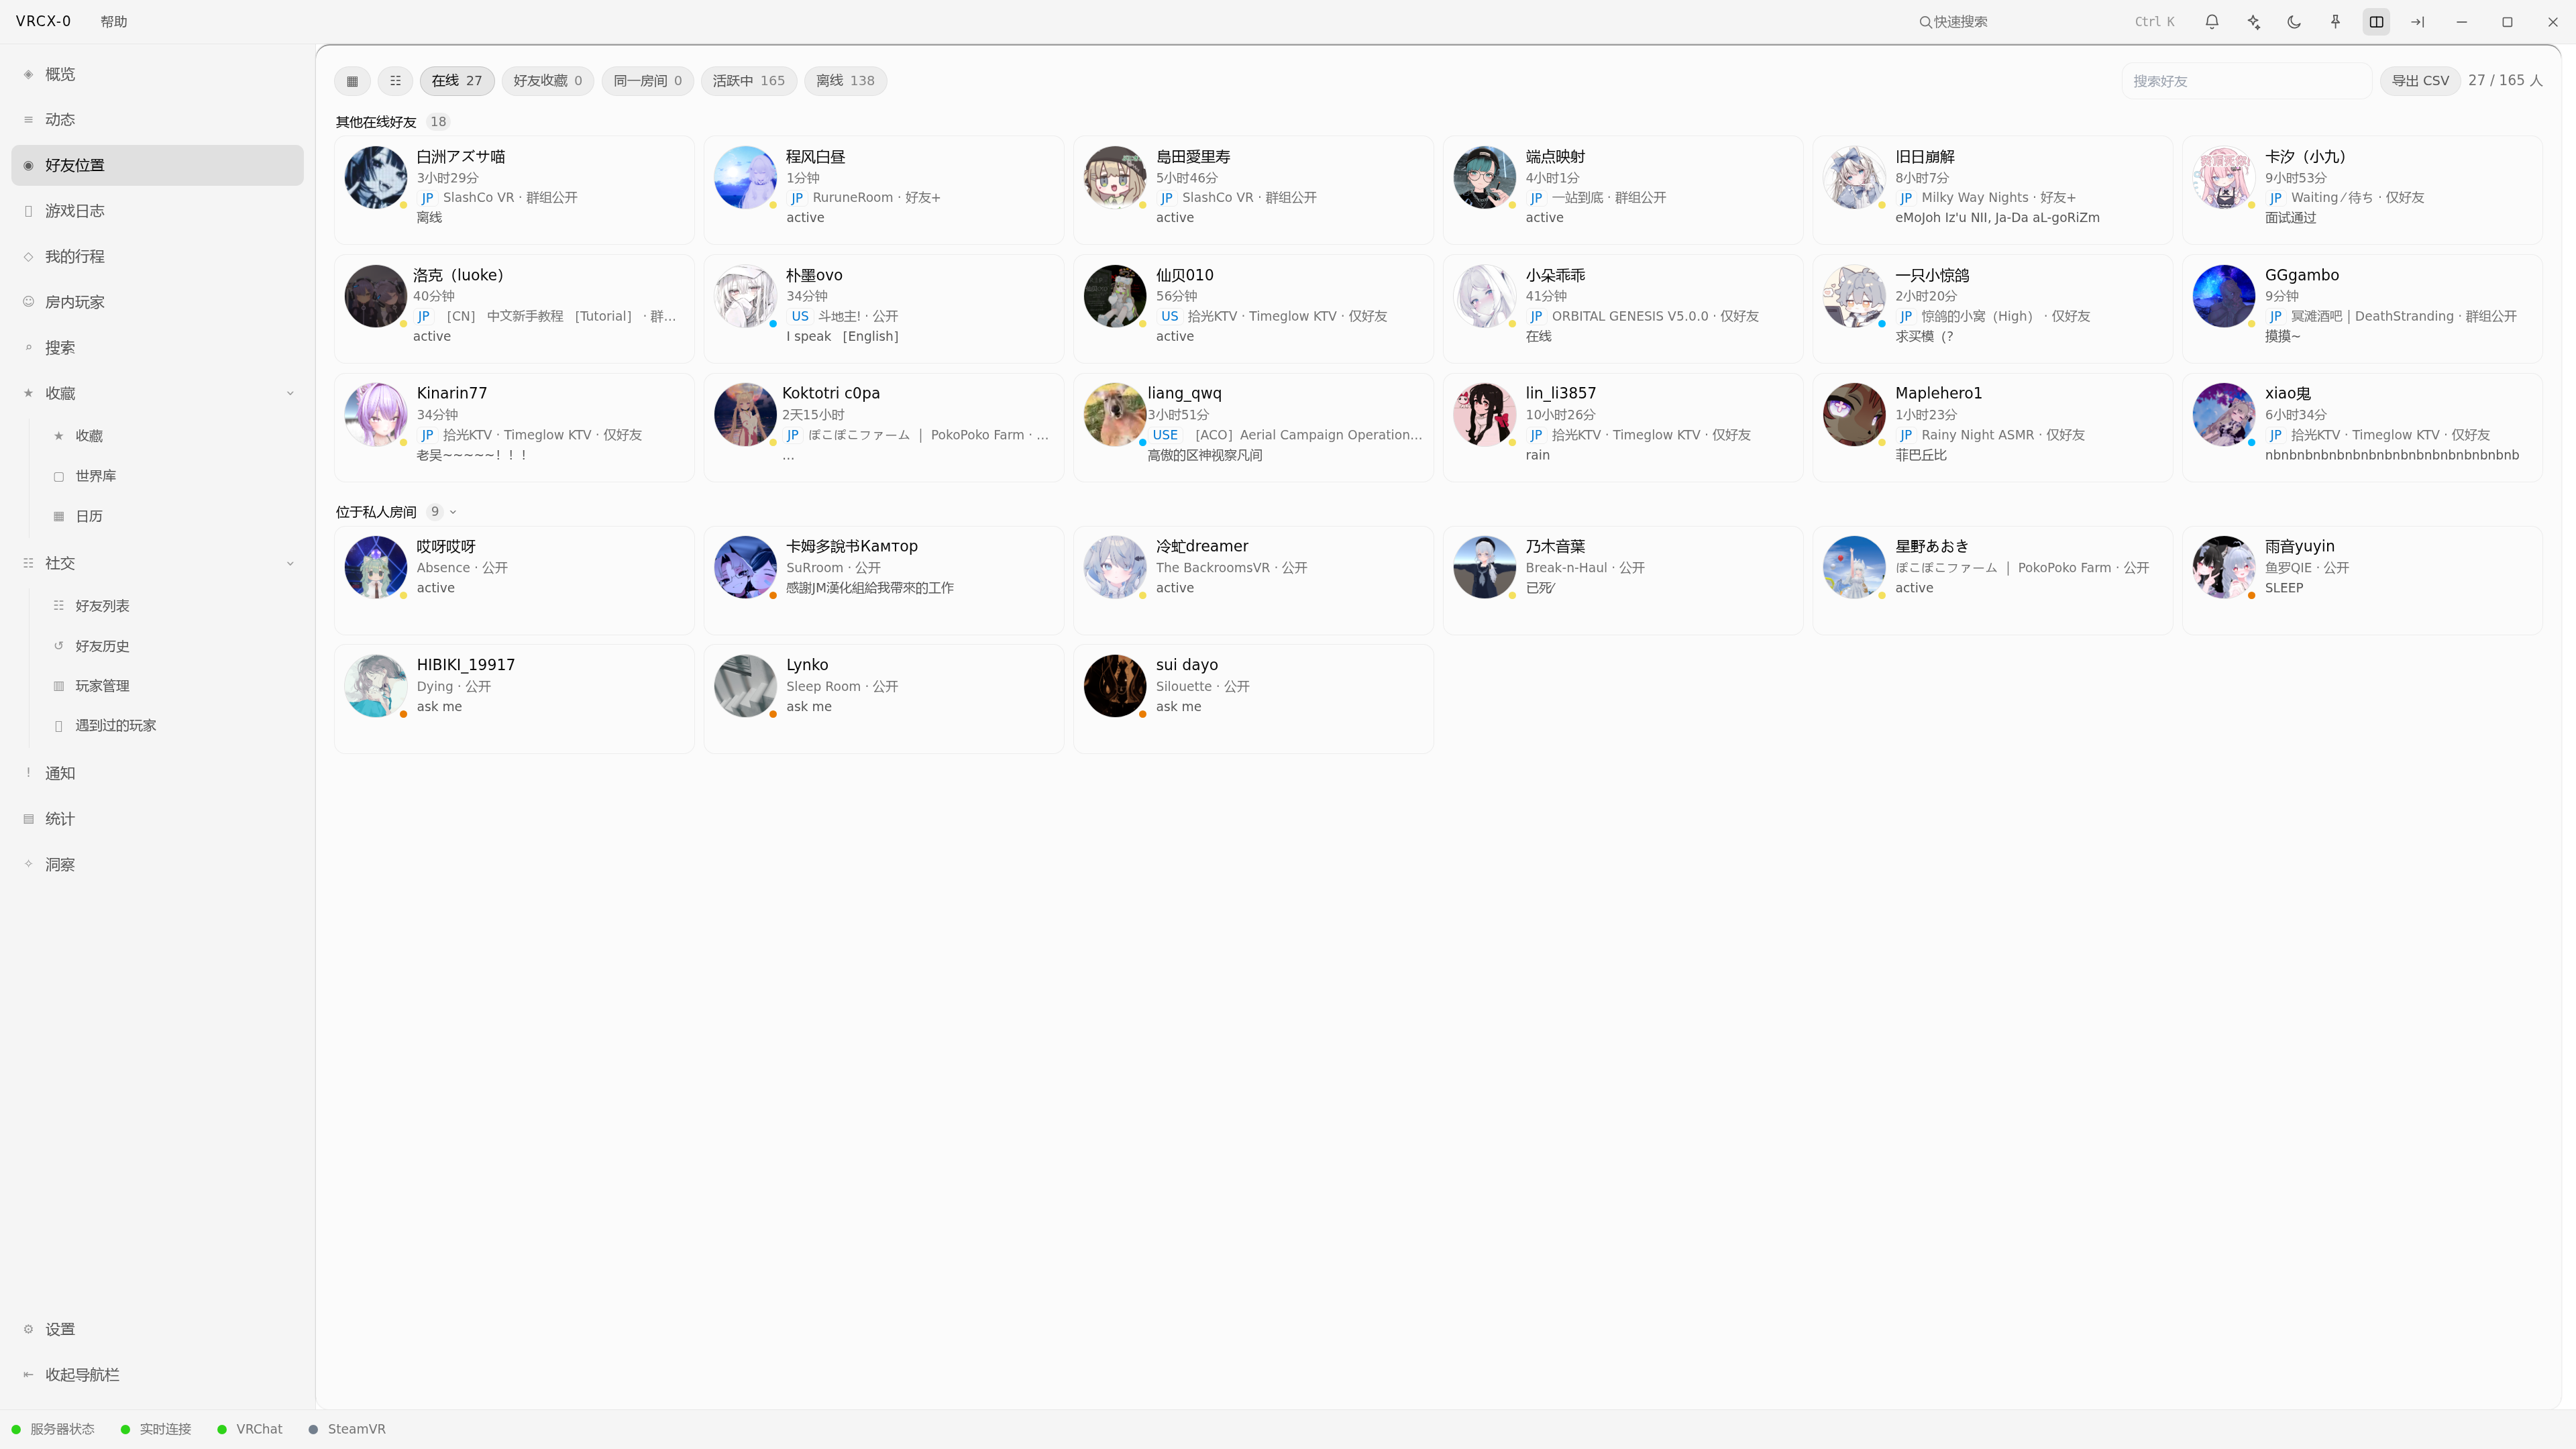 VRCX-0 帮助 快速搜索 Ctrl K
概览
动态
好友位置
游戏日志
我的行程
房内玩家
搜索
收藏
收藏
世界库
日历
社交
好友列表
好友历史
玩家管理
遇到过的玩家
通知
统计
洞察
设置
收起导航栏
在线 27 好友收藏 0 同一房间 0 活跃中 165 离线 138 搜索好友 导出 CSV 27 / 165 人
其他在线好友 18
白洲アズサ喵
3小时29分
JP SlashCo VR · 群组公开
离线
程风白昼
1分钟
JP RuruneRoom · 好友+
active
島田愛里寿
5小时46分
JP SlashCo VR · 群组公开
active
端点映射
4小时1分
JP 一站到底 · 群组公开
active
旧日崩解
8小时7分
JP Milky Way Nights · 好友+
eMoJoh Iz'u NII, Ja-Da aL-goRiZm
卡汐（小九）
9小时53分
JP Waiting ⁄ 待ち · 仅好友
面试通过
洛克（luoke）
40分钟
JP ［CN］ 中文新手教程 ［Tutorial］ · 群…
active
朴墨ovo
34分钟
US 斗地主! · 公开
I speak ［English］
仙贝010
56分钟
US 拾光KTV · Timeglow KTV · 仅好友
active
小朵乖乖
41分钟
JP ORBITAL GENESIS V5.0.0 · 仅好友
在线
一只小惊鸽
2小时20分
JP 惊鸽的小窝（High） · 仅好友
求买模（?
GGgambo
9分钟
JP 冥滩酒吧 | DeathStranding · 群组公开
摸摸~
Kinarin77
34分钟
JP 拾光KTV · Timeglow KTV · 仅好友
老吴~~~~~！！！
Koktotri c0pa
2天15小时
JP ぽこぽこファーム │ PokoPoko Farm · …
…
liang_qwq
3小时51分
USE ［ACO］Aerial Campaign Operation…
高傲的区神视察凡间
lin_li3857
10小时26分
JP 拾光KTV · Timeglow KTV · 仅好友
rain
Maplehero1
1小时23分
JP Rainy Night ASMR · 仅好友
菲巴丘比
xiao鬼
6小时34分
JP 拾光KTV · Timeglow KTV · 仅好友
nbnbnbnbnbnbnbnbnbnbnbnbnbnbnbnb
位于私人房间 9
哎呀哎呀
Absence · 公开
active
卡姆多說书Камтор
SuRroom · 公开
感謝JM漢化組給我帶來的工作
冷虻dreamer
The BackroomsVR · 公开
active
乃木音葉
Break-n-Haul · 公开
已死⁄
星野あおき
ぽこぽこファーム │ PokoPoko Farm · 公开
active
雨音yuyin
鱼罗QIE · 公开
SLEEP
HIBIKI_19917
Dying · 公开
ask me
Lynko
Sleep Room · 公开
ask me
sui dayo
Silouette · 公开
ask me
服务器状态 实时连接 VRChat SteamVR